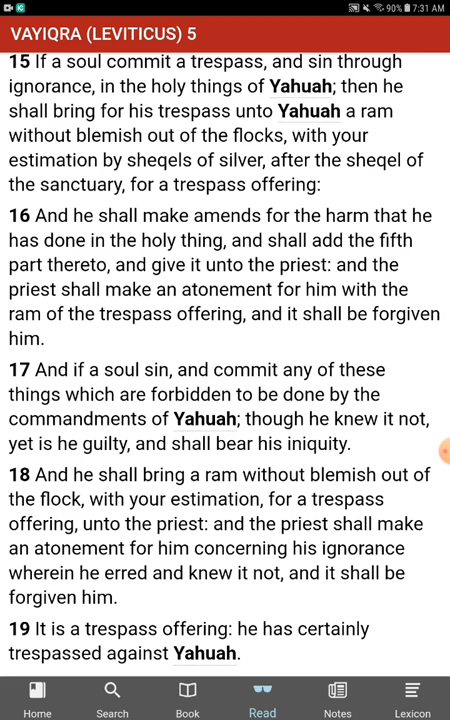 90% 7:31 AM
VAYIQRA (LEVITICUS) 5
15 If a soul commit a trespass, and sin through
ignorance, in the holy things of Yahuah; then he
shall bring for his trespass unto Yahuah a ram
without blemish out of the flocks, with your
estimation by sheqels of silver, after the sheqel of
the sanctuary, for a trespass offering:
16 And he shall make amends for the harm that he
has done in the holy thing, and shall add the fifth
part thereto, and give it unto the priest: and the
priest shall make an atonement for him with the
ram of the trespass offering, and it shall be forgiven
him.
17 And if a soul sin, and commit any of these
things which are forbidden to be done by the
commandments of Yahuah; though he knew it not,
yet is he guilty, and shall bear his iniquity.
18 And he shall bring a ram without blemish out of
the flock, with your estimation, for a trespass
offering, unto the priest: and the priest shall make
an atonement for him concerning his ignorance
wherein he erred and knew it not, and it shall be
forgiven him.
19 It is a trespass offering: he has certainly
trespassed against Yahuah.
Home Search Book Read Notes Lexicon